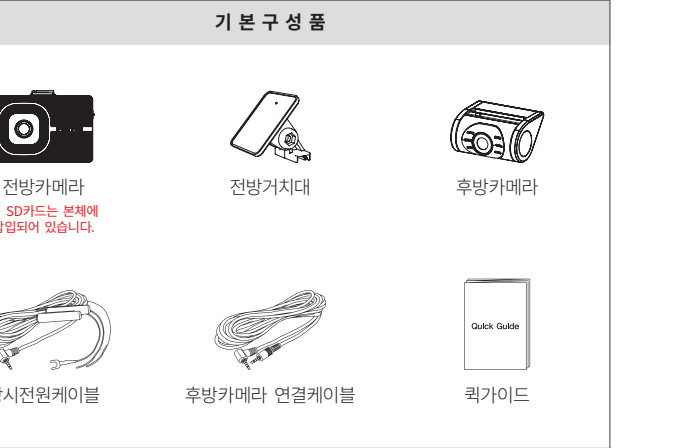 기본구성품
전방카메라
전방거치대
후방카메라
SD카드는 본체에
삽입되어 있습니다.
Quick Guide
상시전원케이블
후방카메라 연결케이블
퀵가이드